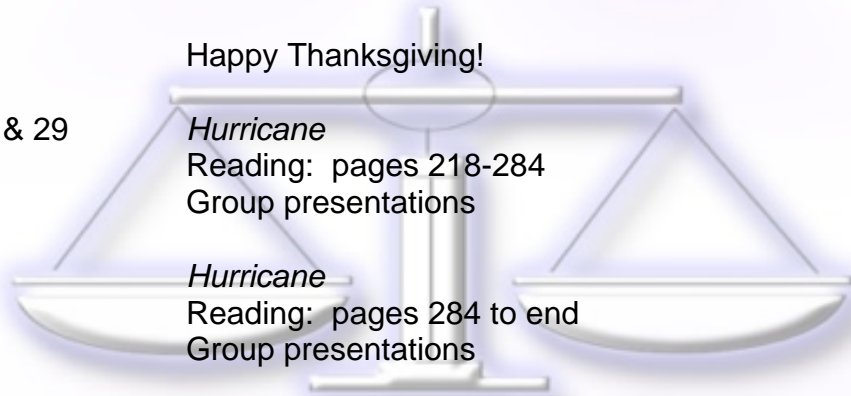 Happy Thanksgiving!
& 29 Hurricane
Reading: pages 218-284
Group presentations
Hurricane
Reading: pages 284 to end
Group presentations